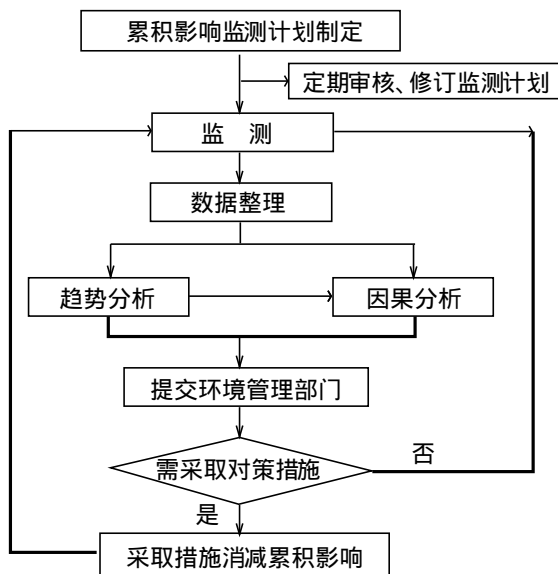 累积影响监测计划制定
定期审核、修订监测计划
监 测
数据整理
趋势分析
因果分析
提交环境管理部门
需采取对策措施
否
是
采取措施消减累积影响